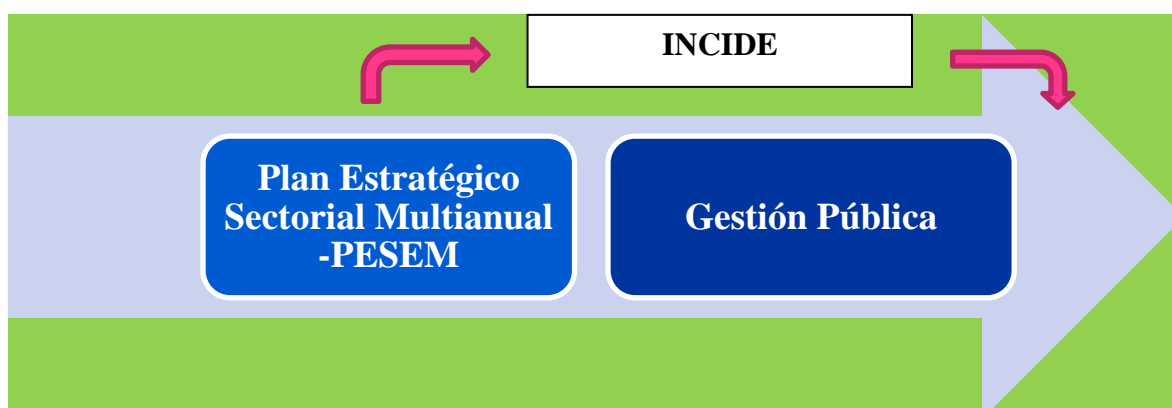 INCIDE
Plan Estratégico
Sectorial Multianual
-PESEM
Gestión Pública